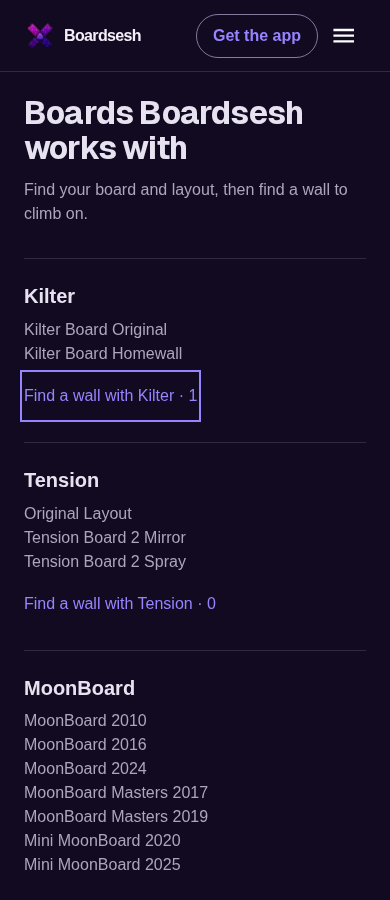 Boardsesh
Get the app
Boards Boardsesh
works with
Find your board and layout, then find a wall to
climb on.
Kilter
Kilter Board Original
Kilter Board Homewall
Find a wall with Kilter · 1
Tension
Original Layout
Tension Board 2 Mirror
Tension Board 2 Spray
Find a wall with Tension · 0
MoonBoard
MoonBoard 2010
MoonBoard 2016
MoonBoard 2024
MoonBoard Masters 2017
MoonBoard Masters 2019
Mini MoonBoard 2020
Mini MoonBoard 2025